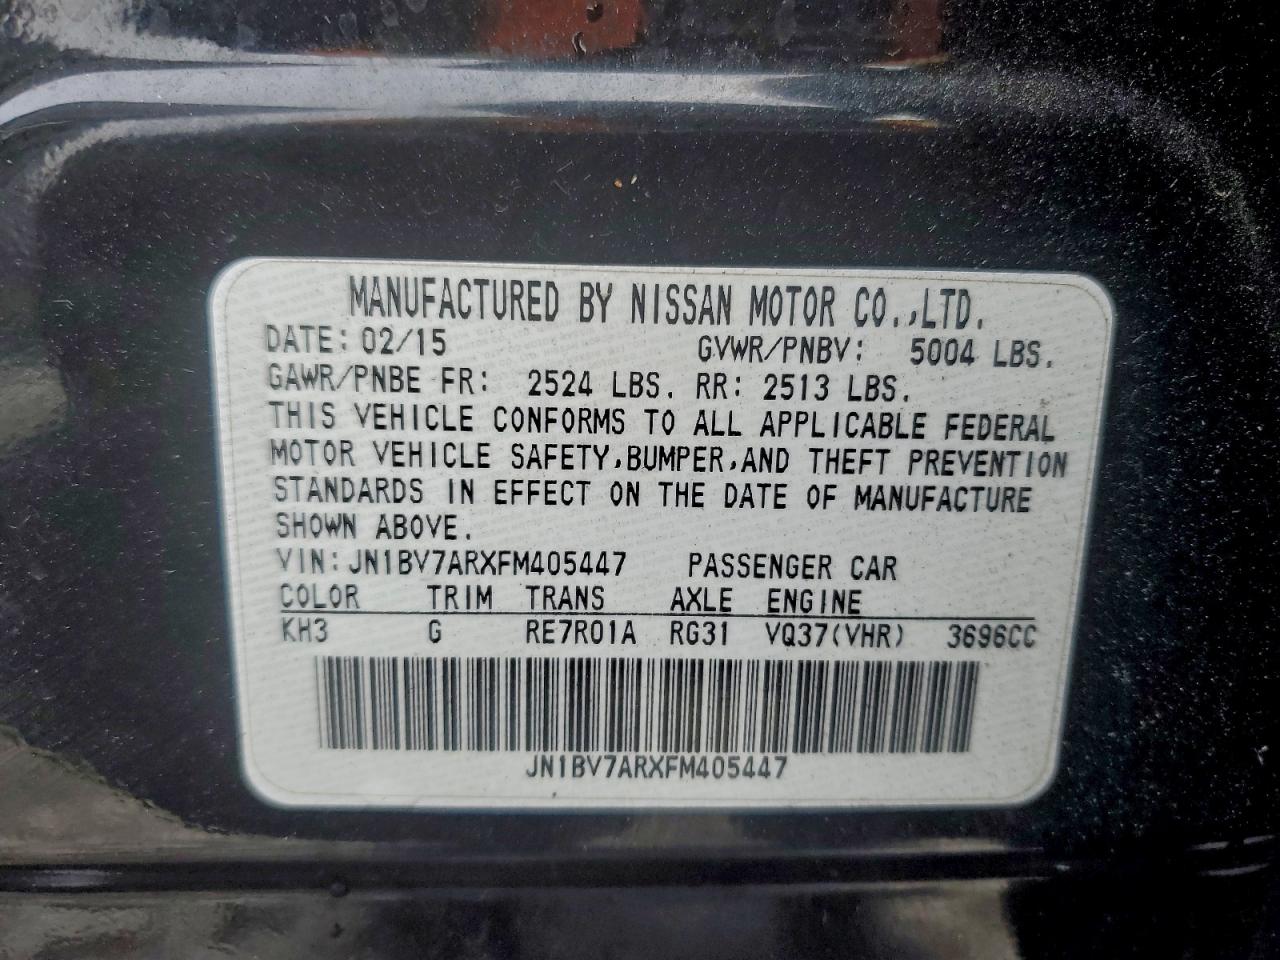 MANUFACTURED BY NISSAN MOTOR CO.,LTD.
DATE: 02/15 GVWR/PNBV: 5004 LBS.
GAWR/PNBE FR: 2524 LBS. RR: 2513 LBS.
THIS VEHICLE CONFORMS TO ALL APPLICABLE FEDERAL
MOTOR VEHICLE SAFETY,BUMPER,AND THEFT PREVENTION
STANDARDS IN EFFECT ON THE DATE OF MANUFACTURE
SHOWN ABOVE.
VIN:JN1BV7ARXFM405447 PASSENGER CAR
COLOR TRIM TRANS AXLE ENGINE
KH3 G RE7R01A RG31 VQ37(VHR) 3696CC
JN1BV7ARXFM405447